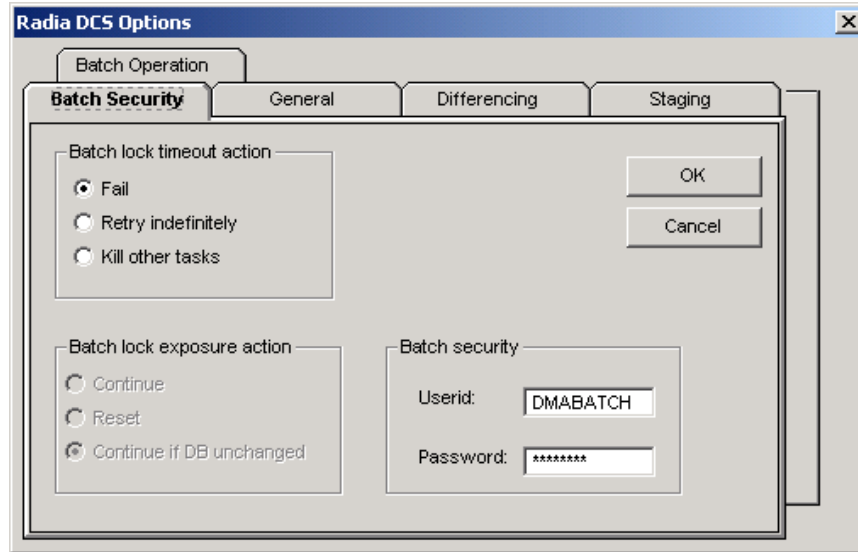 Radia DCS Options
Batch Operation
Batch Security
General
Differencing
Staging
Batch lock timeout action
Fail
Retry indefinitely
Kill other tasks
OK
Cancel
Batch lock exposure action
Continue
Reset
Continue if DB unchanged
Batch security
Userid: DMABATCH
Password: ********